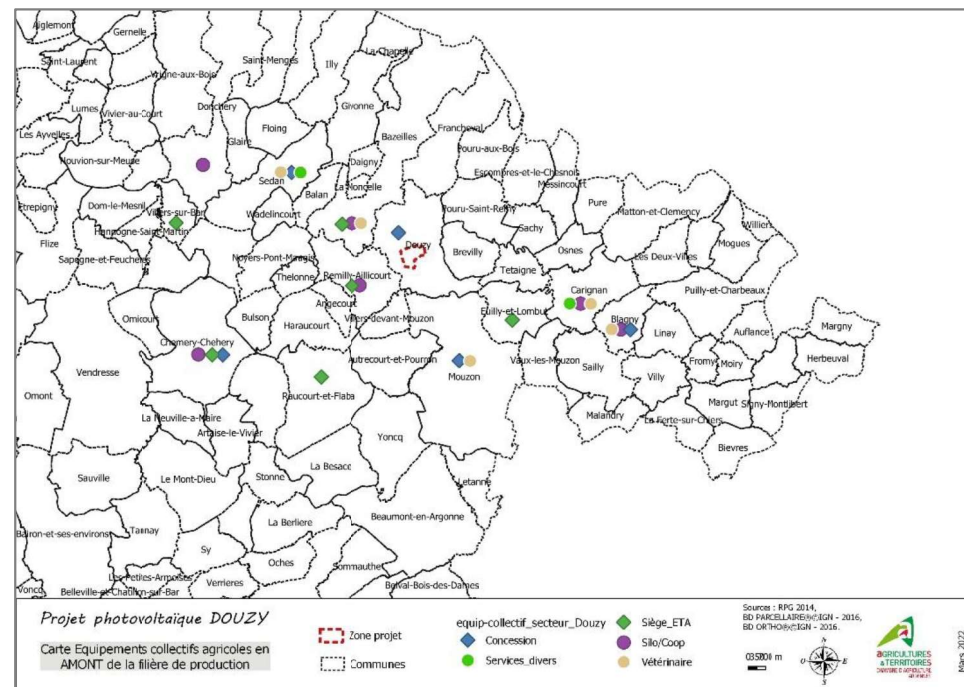 Aiglemont
Gernelle
Saint-Laurent
Vrigne-aux-Bois
Saint-Menges
Illy
La-Chapelle
Lumes
Vivier-au-Court
Donchery
Floing
Givonne
Bazeilles
Francheval
Les Ayvelles
Glaire
Nouvion-sur-Meuse
Daigny
Pouru-aux-Bois
Sedan
Balan
La Moncelle
Escombres-et-le-Chesnois
Messincourt
Pure
Etrepigny
Dom-le-Mesnil
Villers-sur-Bar
Wadelincourt
Pouru-Saint-Remy
Matton-et-Clemency
Williers
Hannogne-Saint-Martin
Sachy
Mogues
Flize
Douzy
Brevilly
Osnes
Les Deux-Villes
Sapogne-et-Feucheres
Noyers-Pont-Maugis
Thelonne
Remilly-Aillicourt
Tetaigne
Carignan
Puilly-et-Charbeaux
Angecourt
Omicourt
Bulson
Haraucourt
Villers-devant-Mouzon
Euilly-et-Lombut
Blagny
Linay
Auflance
Margny
Chemery-Chehery
Autrecourt-et-Pourron
Vaux-les-Mouzon
Sailly
Fromy
Moiry
Herbeuval
Vendresse
Mouzon
Villy
Omont
Raucourt-et-Flaba
Margut
Signy-Montlibert
La Neuville-a-Maire
Malandry
La Ferte-sur-Chiers
Artaise-le-Vivier
Yoncq
Bievres
Sauville
Le Mont-Dieu
Stonne
La Besace
Letanne
Beaumont-en-Argonne
Bairon-et-ses-environs
Tannay
La Berliere
Sy
Oches
Sommauthe
Les-Petites-Armoises
Voncq
Belleville-et-Chatillon-sur-Bar
Verrieres
Belval-Bois-des-Dames
Projet photovoltaïque DOUZY
Carte Equipements collectifs agricoles en
AMONT de la filière de production
Zone projet
Communes
equip-collectif_secteur_Douzy
Concession
Services_divers
Siège_ETA
Silo/Coop
Vétérinaire
Sources : RPG 2014,
BD PARCELLAIRE®©IGN - 2016,
BD ORTHO®©IGN - 2016.
N
O
E
S
AGRICULTURES
& TERRITOIRES
CHAMBRE D'AGRICULTURE
ARDENNES
Mars 2022